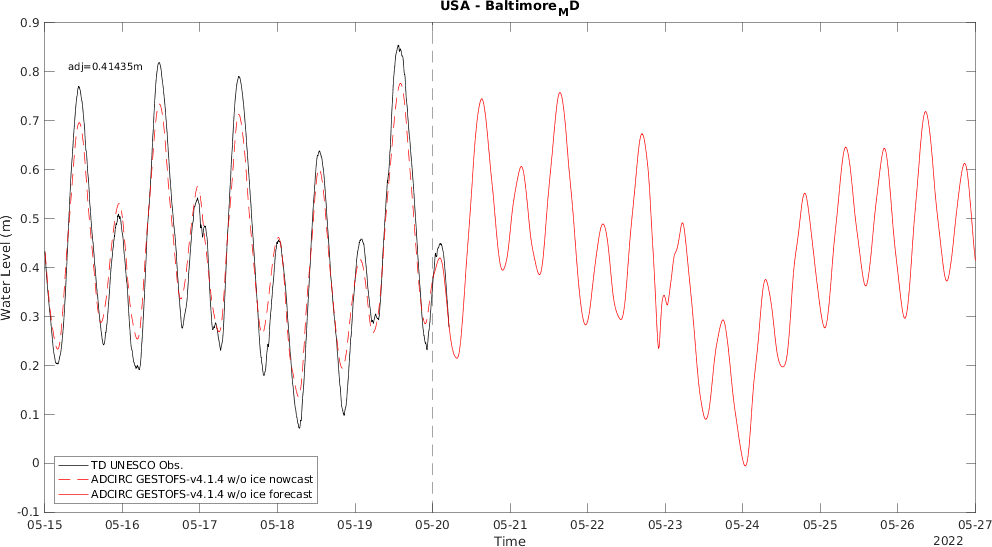 USA - Baltimore_MD
0.9
0.8
0.7
0.6
0.5
0.4
0.3
0.2
0.1
0
-0.1
Water Level (m)
adj=0.41435m
TD UNESCO Obs.
ADCIRC GESTOFS-v4.1.4 w/o ice nowcast
ADCIRC GESTOFS-v4.1.4 w/o ice forecast
05-15 05-16 05-17 05-18 05-19 05-20 05-21 05-22 05-23 05-24 05-25 05-26 05-27
Time
2022